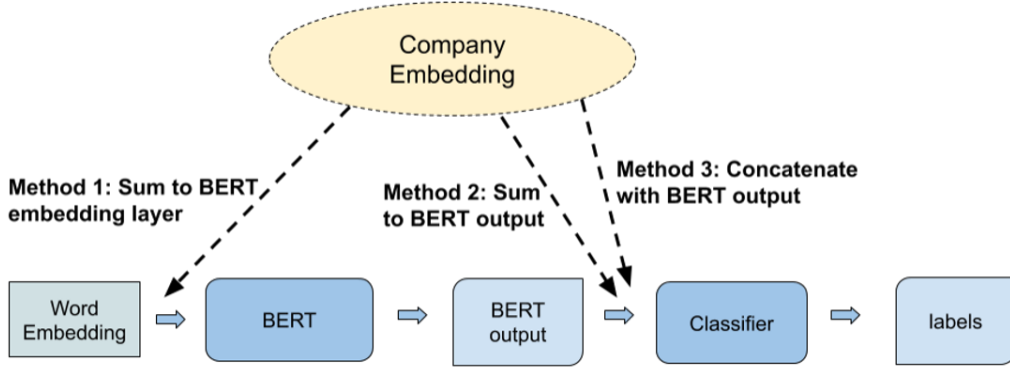 Company
Embedding
Method 1: Sum to BERT
embedding layer
Method 2: Sum
to BERT output
Method 3: Concatenate
with BERT output
Word
Embedding
BERT
BERT
output
Classifier
labels